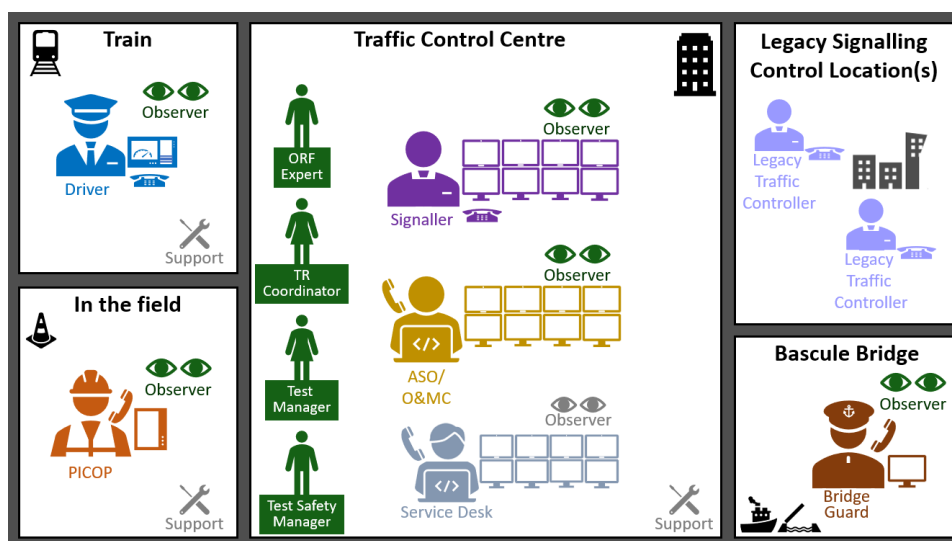 Train
Observer
Driver
Support
In the field
Observer
PICOP
Support
Traffic Control Centre
ORF
Expert
TR
Coordinator
Test
Manager
Test Safety
Manager
Observer
Signaller
Observer
</>
ASO/
O&MC
Observer
</>
Service Desk
Support
Legacy Signalling
Control Location(s)
Legacy
Traffic
Controller
Legacy
Traffic
Controller
Bascule Bridge
Observer
Bridge
Guard